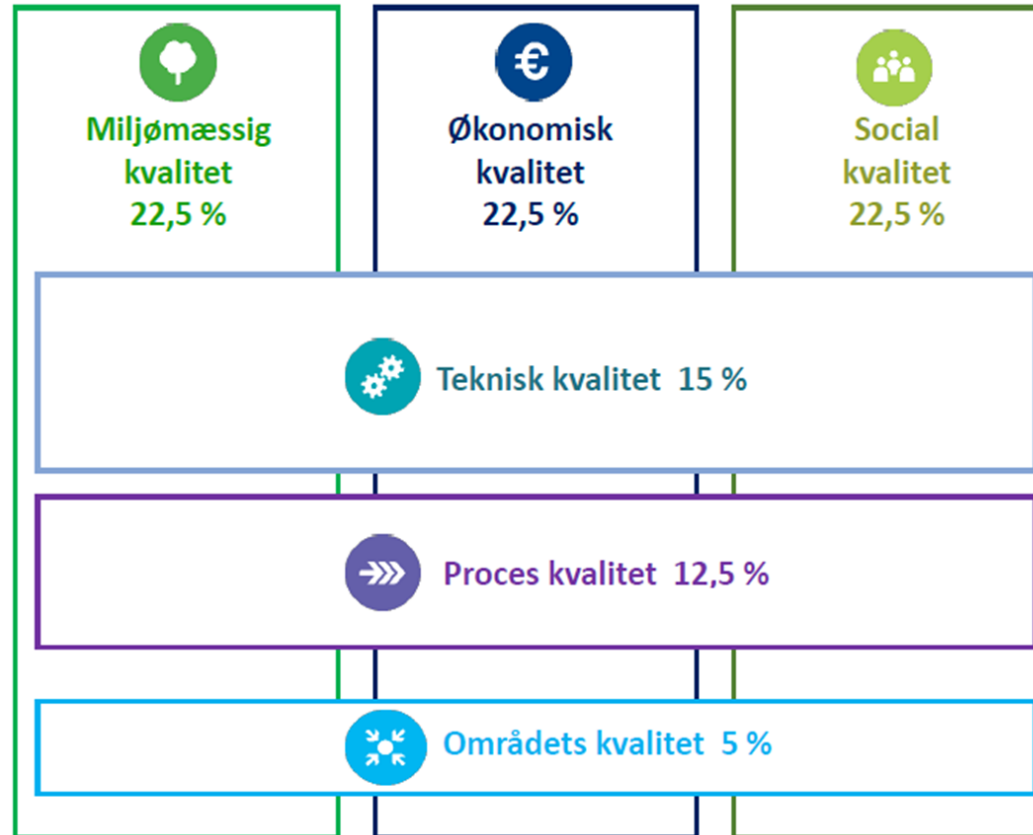 Miljømæssig
kvalitet
22,5 %
€
Økonomisk
kvalitet
22,5 %
Social
kvalitet
22,5 %
Teknisk kvalitet 15 %
Proces kvalitet 12,5 %
Områdets kvalitet 5 %